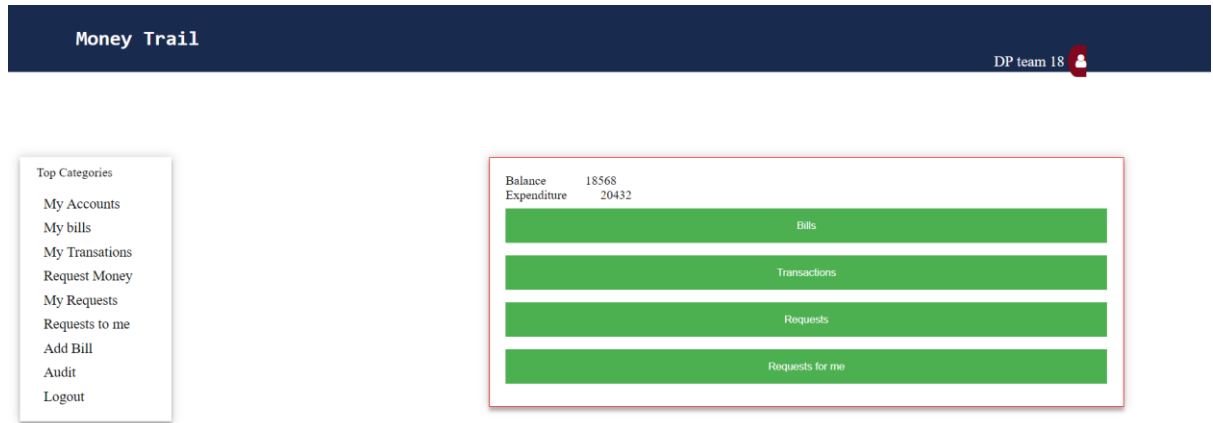 Money Trail
DP team 18
Top Categories
My Accounts
My bills
My Transations
Request Money
My Requests
Requests to me
Add Bill
Audit
Logout
Balance 18568
Expenditure 20432
Bills
Transactions
Requests
Requests for me